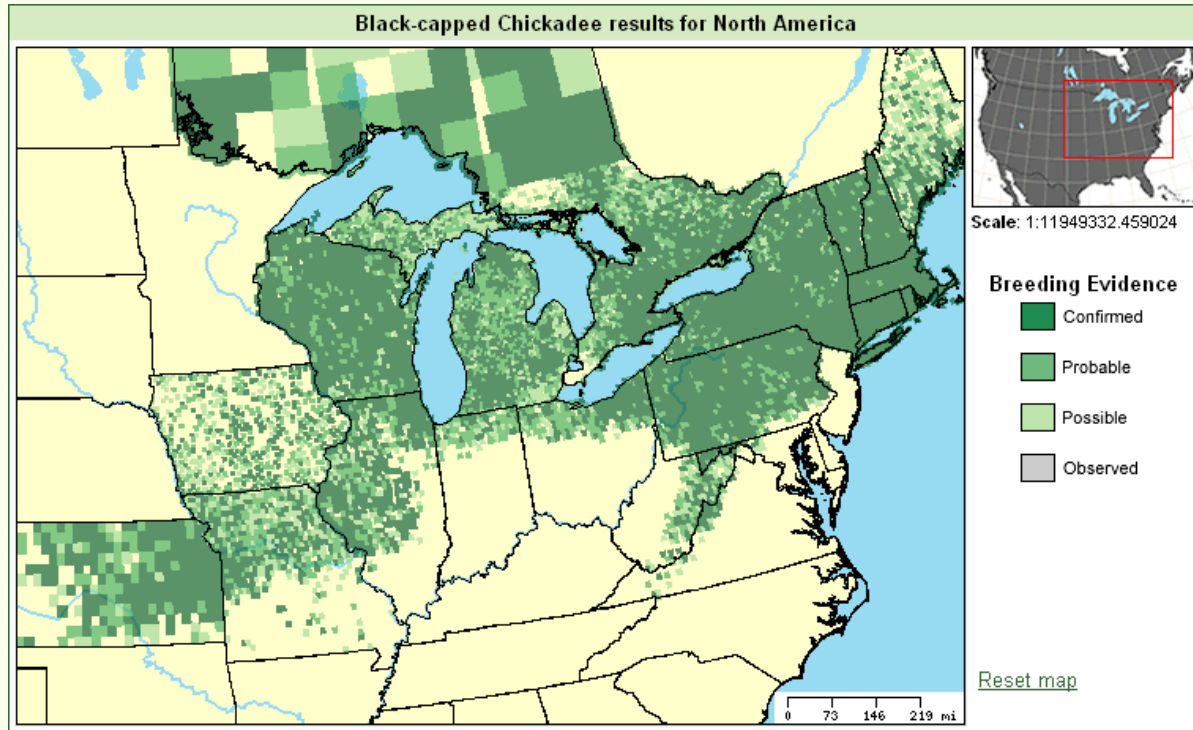 Black-capped Chickadee results for North America
Scale: 1:11949332.459024
Breeding Evidence
Confirmed
Probable
Possible
Observed
Reset map
0 73 146 219 mi